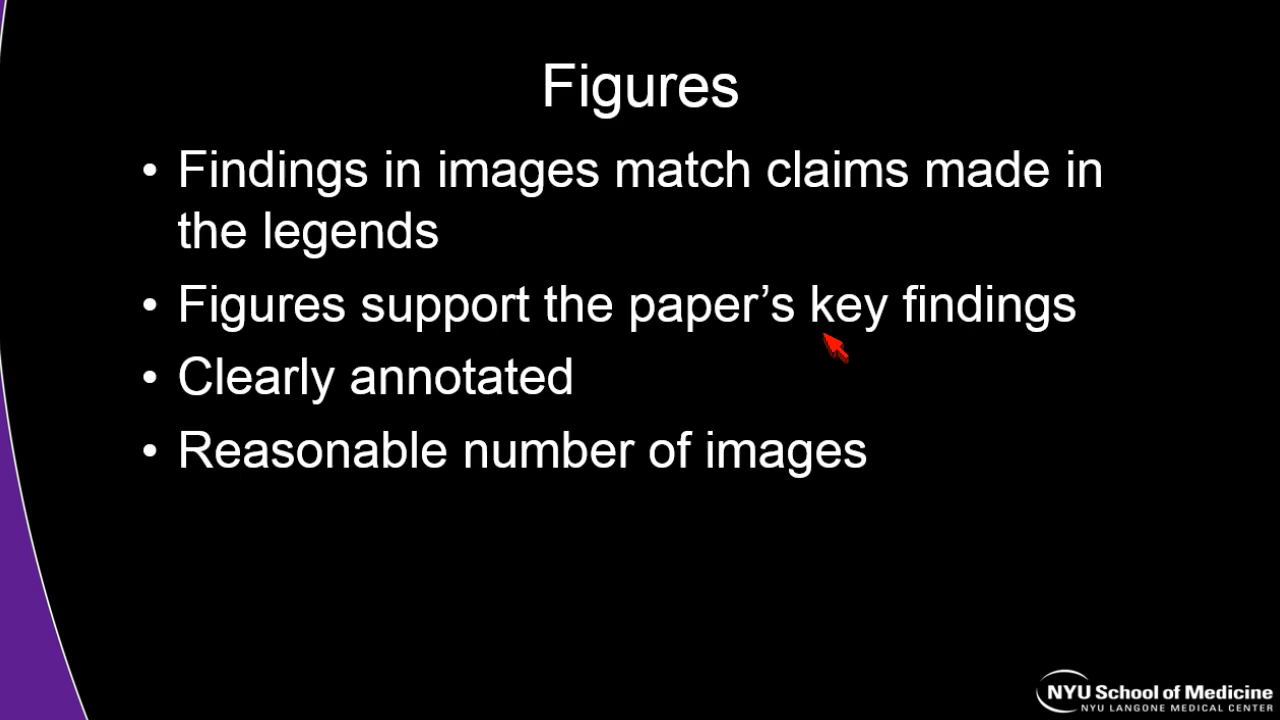 Figures
• Findings in images match claims made in
the legends
• Figures support the paper’s key findings
• Clearly annotated
• Reasonable number of images
NYU School of Medicine
NYU LANGONE MEDICAL CENTER